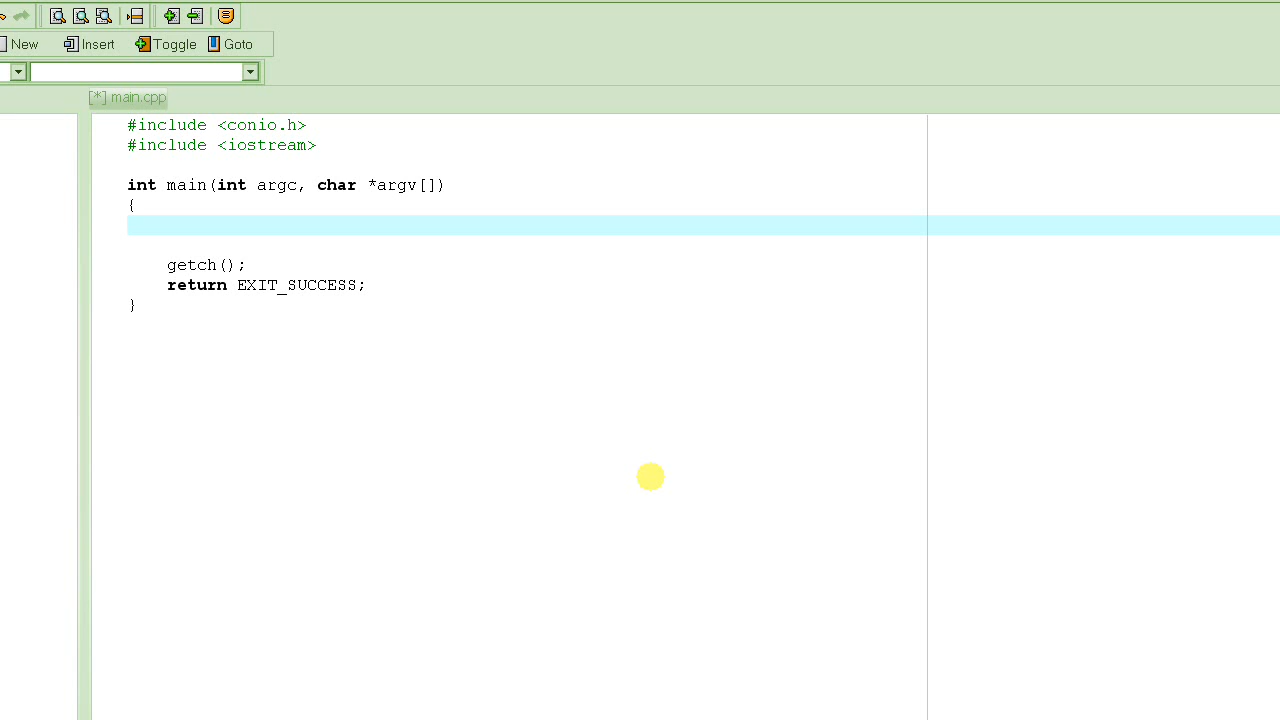 New Insert Toggle Goto
[*] main.cpp
#include <conio.h>
#include <iostream>
int main(int argc, char *argv[])
{
getch();
return EXIT_SUCCESS;
}